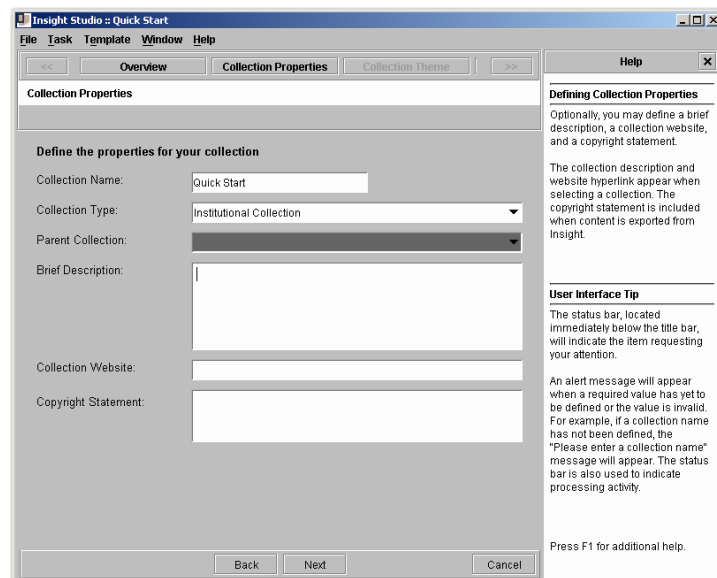 Insight Studio :: Quick Start
File Task Template Window Help
<< Overview Collection Properties Collection Theme >>
Collection Properties
Define the properties for your collection
Collection Name: Quick Start
Collection Type: Institutional Collection
Parent Collection:
Brief Description:
Collection Website:
Copyright Statement:
Back Next Cancel
Help
Defining Collection Properties
Optionally, you may define a brief
description, a collection website,
and a copyright statement.
The collection description and
website hyperlink appear when
selecting a collection. The
copyright statement is included
when content is exported from
Insight.
User Interface Tip
The status bar, located
immediately below the title bar,
will indicate the item requesting
your attention.
An alert message will appear
when a required value has yet to
be defined or the value is invalid.
For example, if a collection name
has not been defined, the
"Please enter a collection name"
message will appear. The status
bar is also used to indicate
processing activity.
Press F1 for additional help.